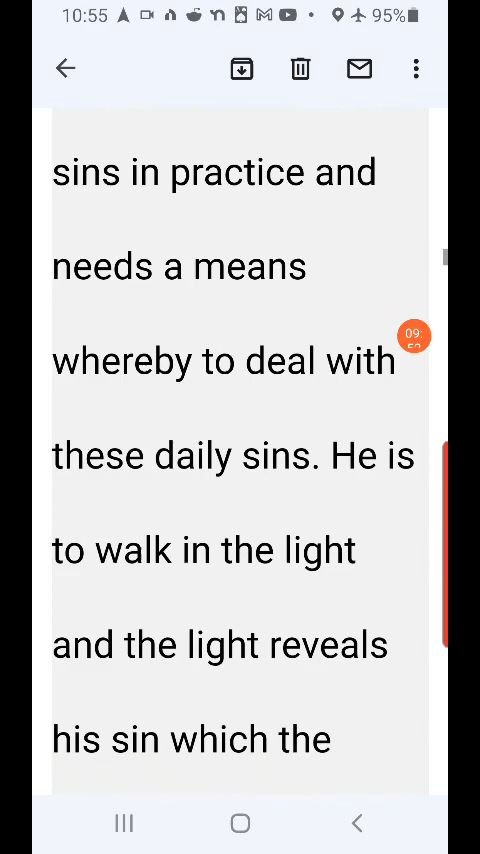 10:55
95%
sins in practice and
needs a means
09:
whereby to deal with
these daily sins. He is
to walk in the light
and the light reveals
his sin which the